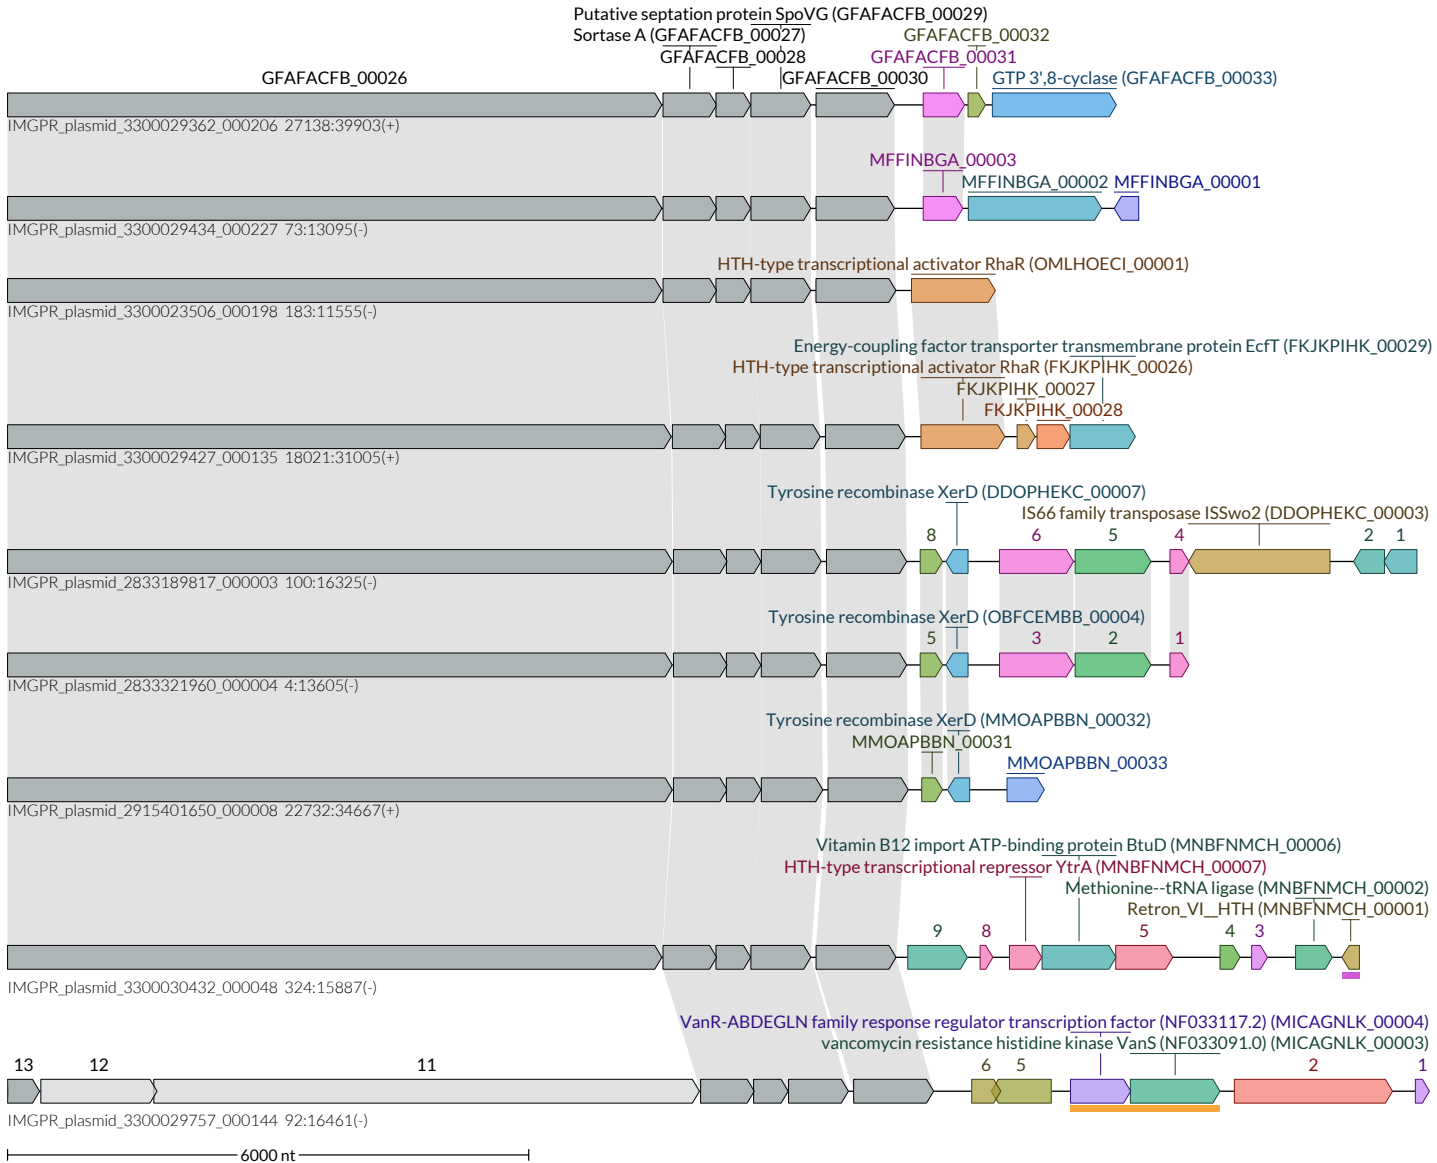 Putative septation protein SpoVG (GFAFACFB_00029)
Sortase A (GFAFACFB_00027) GFAFACFB_00032
GFAFACFB_00028 GFAFACFB_00031
GFAFACFB_00026 GFAFACFB_00030 GTP 3',8-cyclase (GFAFACFB_00033)
IMGPR_plasmid_3300029362_000206 27138:39903(+)
MFFINBGA_00003
MFFINBGA_00002 MFFINBGA_00001
IMGPR_plasmid_3300029434_000227 73:13095(-)
HTH-type transcriptional activator RhaR (OMLHOECI_00001)
IMGPR_plasmid_3300023506_000198 183:11555(-)
Energy-coupling factor transporter transmembrane protein EcfT (FKJKPIHK_00029)
HTH-type transcriptional activator RhaR (FKJKPIHK_00026)
FKJKPIHK_00027
FKJKPIHK_00028
IMGPR_plasmid_3300029427_000135 18021:31005(+)
Tyrosine recombinase XerD (DDOPHEKC_00007)
IS66 family transposase ISSwo2 (DDOPHEKC_00003)
8 6 5 4 2 1
IMGPR_plasmid_2833189817_000003 100:16325(-)
Tyrosine recombinase XerD (OBFCEMBB_00004)
5 3 2 1
IMGPR_plasmid_2833321960_000004 4:13605(-)
Tyrosine recombinase XerD (MMOAPBBN_00032)
MMOAPBBN_00031
MMOAPBBN_00033
IMGPR_plasmid_2915401650_000008 22732:34667(+)
Vitamin B12 import ATP-binding protein BtuD (MNBFNMCH_00006)
HTH-type transcriptional repressor YtrA (MNBFNMCH_00007)
Methionine--tRNA ligase (MNBFNMCH_00002)
Retron_VI__HTH (MNBFNMCH_00001)
9 8 5 4 3
IMGPR_plasmid_3300030432_000048 324:15887(-)
VanR-ABDEGLN family response regulator transcription factor (NF033117.2) (MICAGNLK_00004)
vancomycin resistance histidine kinase VanS (NF033091.0) (MICAGNLK_00003)
13 12 11 6 5 2 1
IMGPR_plasmid_3300029757_000144 92:16461(-)
6000 nt